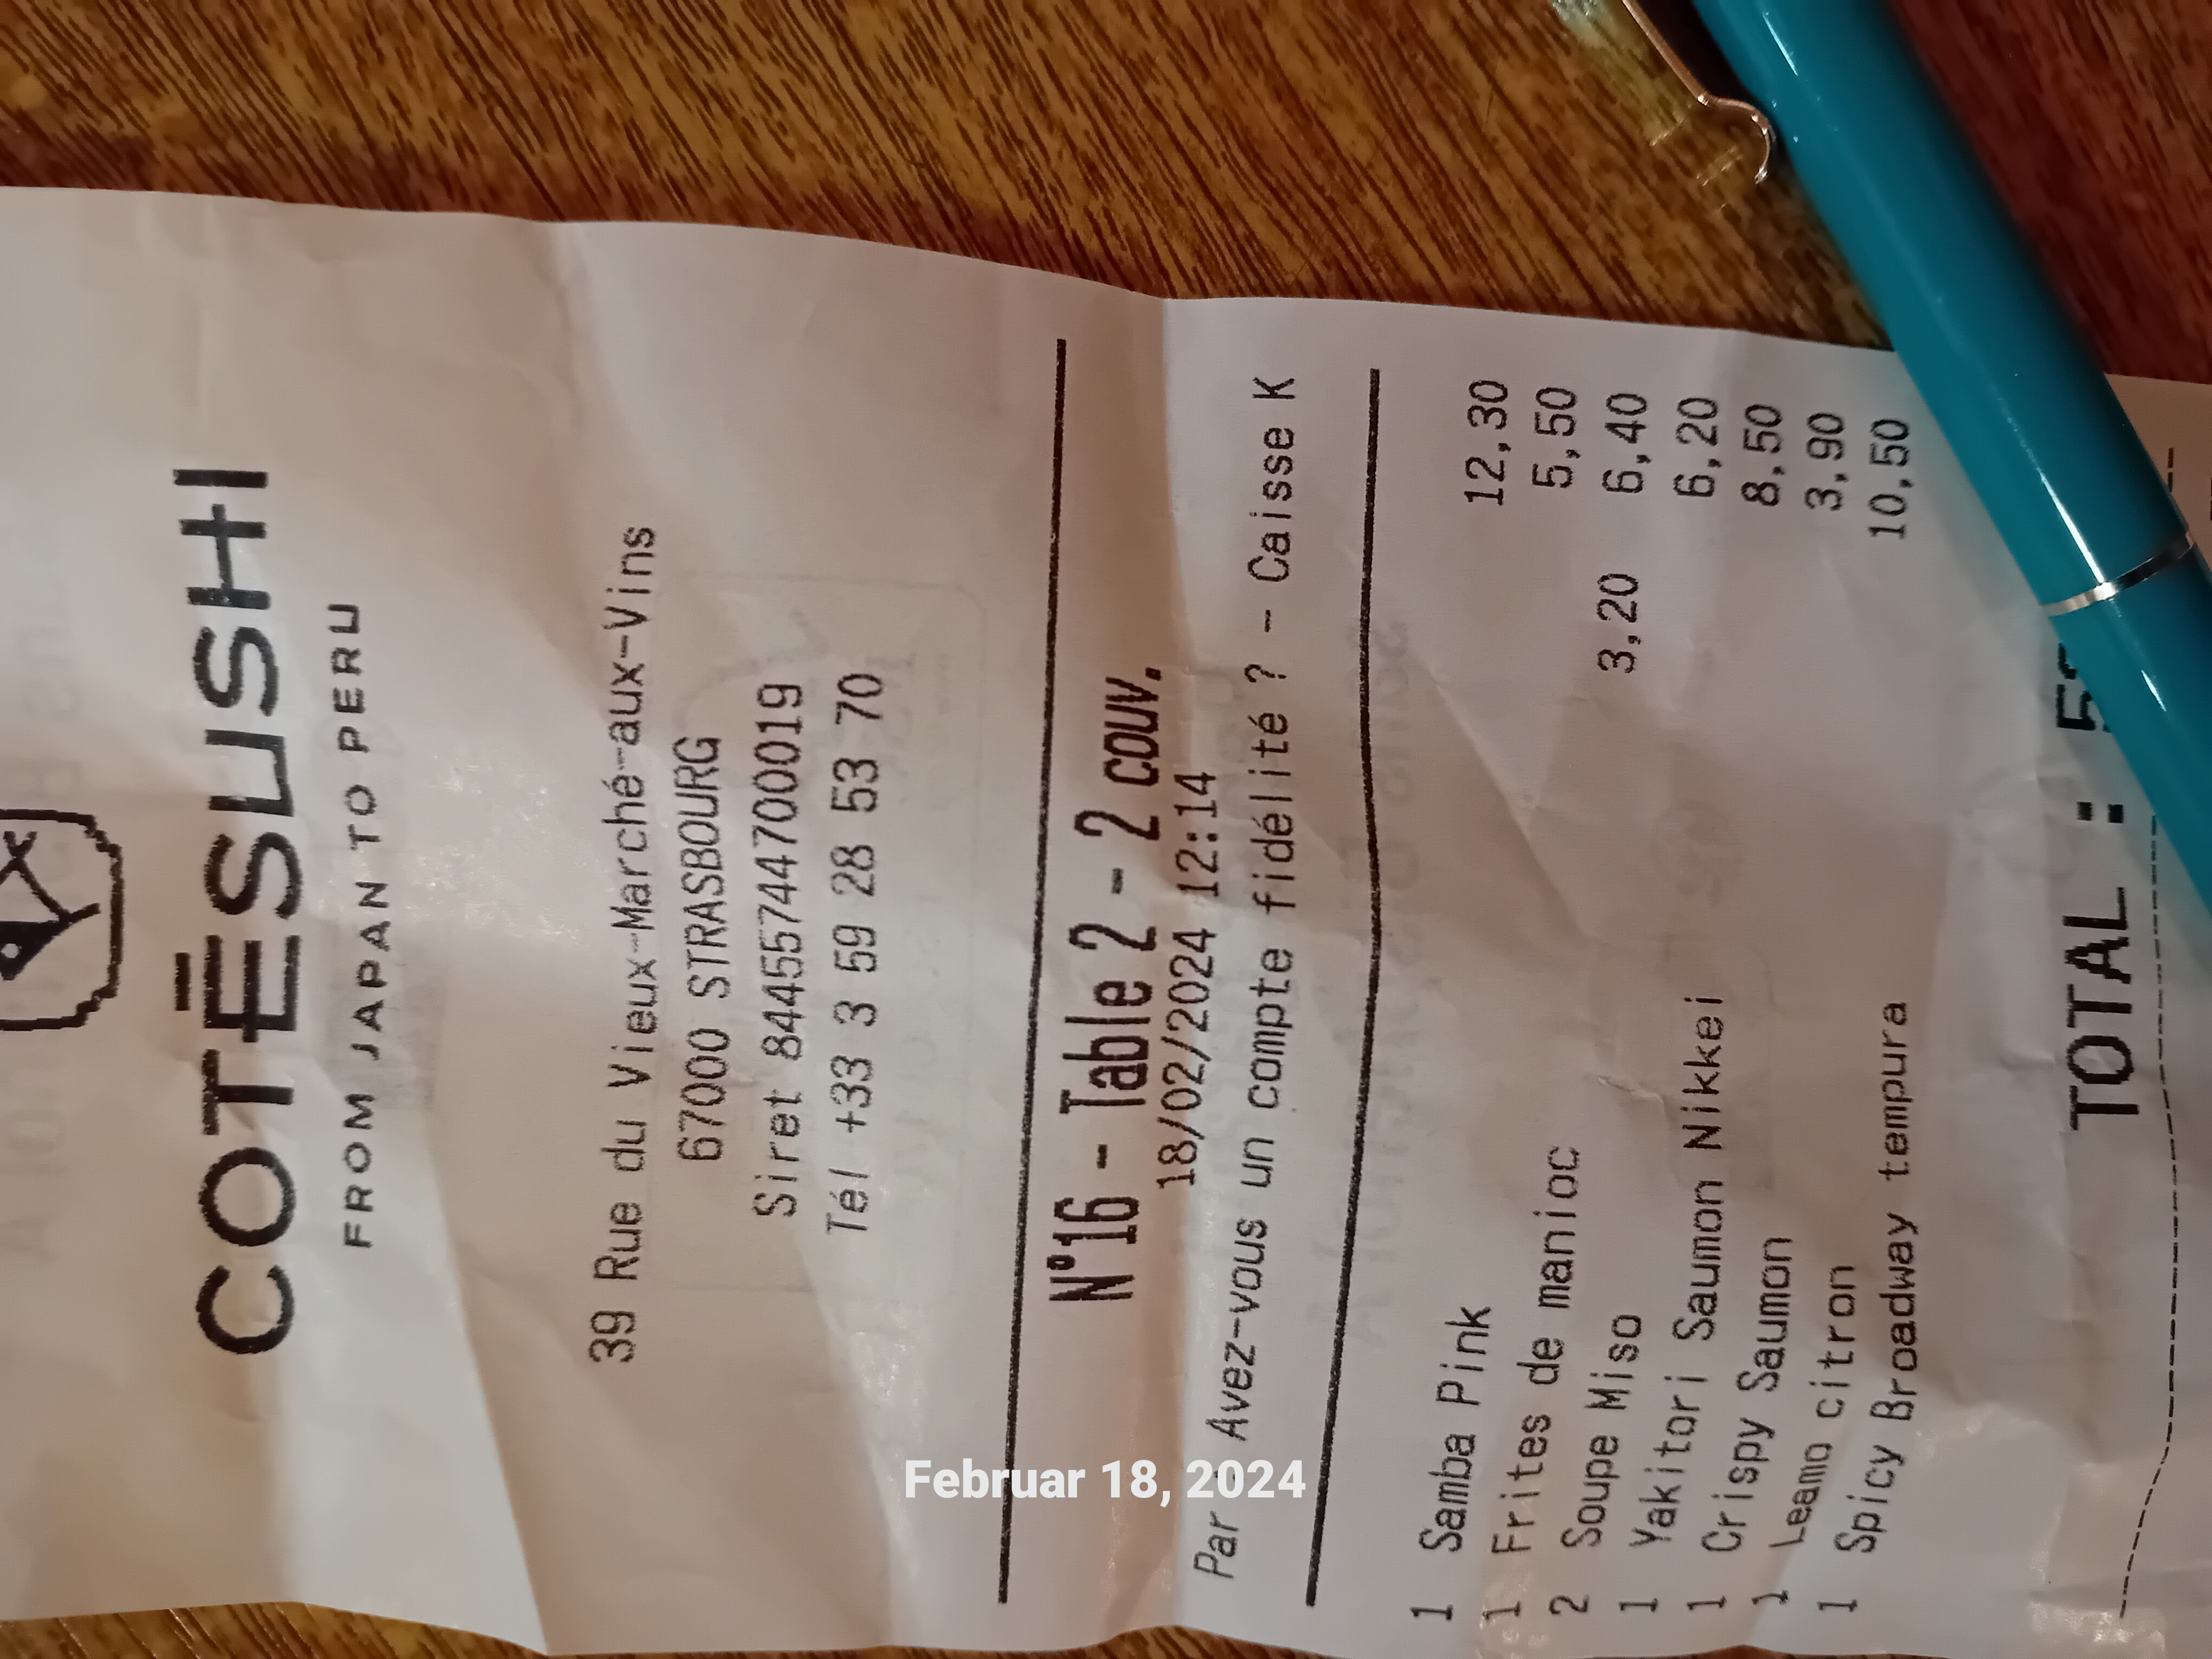 COTĒSUSHI
FROM JAPAN TO PERU
39 Rue du Vieux-Marché-aux-Vins
67000 STRASBOURG
Siret 84455744700019
Tél +33 3 59 28 53 70
N°16 - Table 2 - 2 couv.
18/02/2024 12:14
Par : Avez-vous un compte fidélité ? - Caisse K
1 Samba Pink 12,30
1 Frites de manioc 5,50
2 Soupe Miso 3,20 6,40
1 Yakitori Saumon Nikkei 6,20
1 Crispy Saumon 8,50
1 Leamo citron 3,90
1 Spicy Broadway tempura 10,50
TOTAL :
Februar 18, 2024